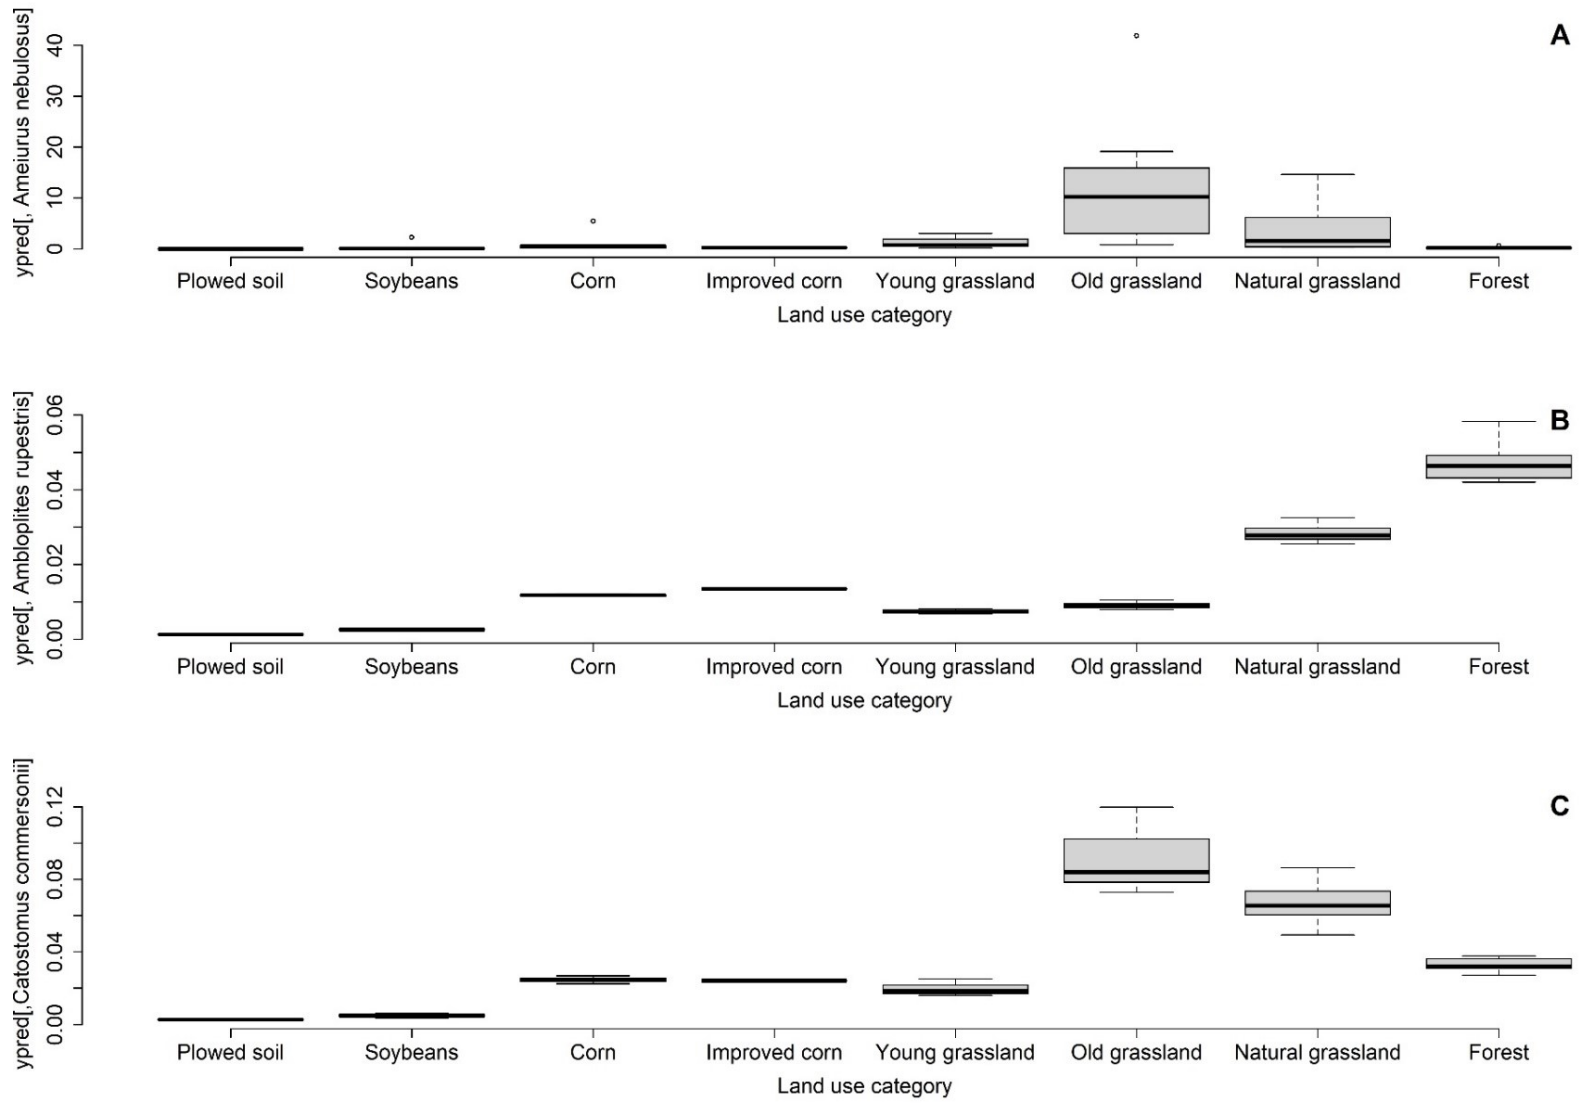 A
ypred[, Ameiurus nebulosus]
40
30
20
10
0
Plowed soil Soybeans Corn Improved corn Young grassland Old grassland Natural grassland Forest
Land use category
B
ypred[, Ambloplites rupestris]
0.06
0.04
0.02
0.00
Plowed soil Soybeans Corn Improved corn Young grassland Old grassland Natural grassland Forest
Land use category
C
ypred[,Catostomus commersonii]
0.12
0.08
0.04
0.00
Plowed soil Soybeans Corn Improved corn Young grassland Old grassland Natural grassland Forest
Land use category